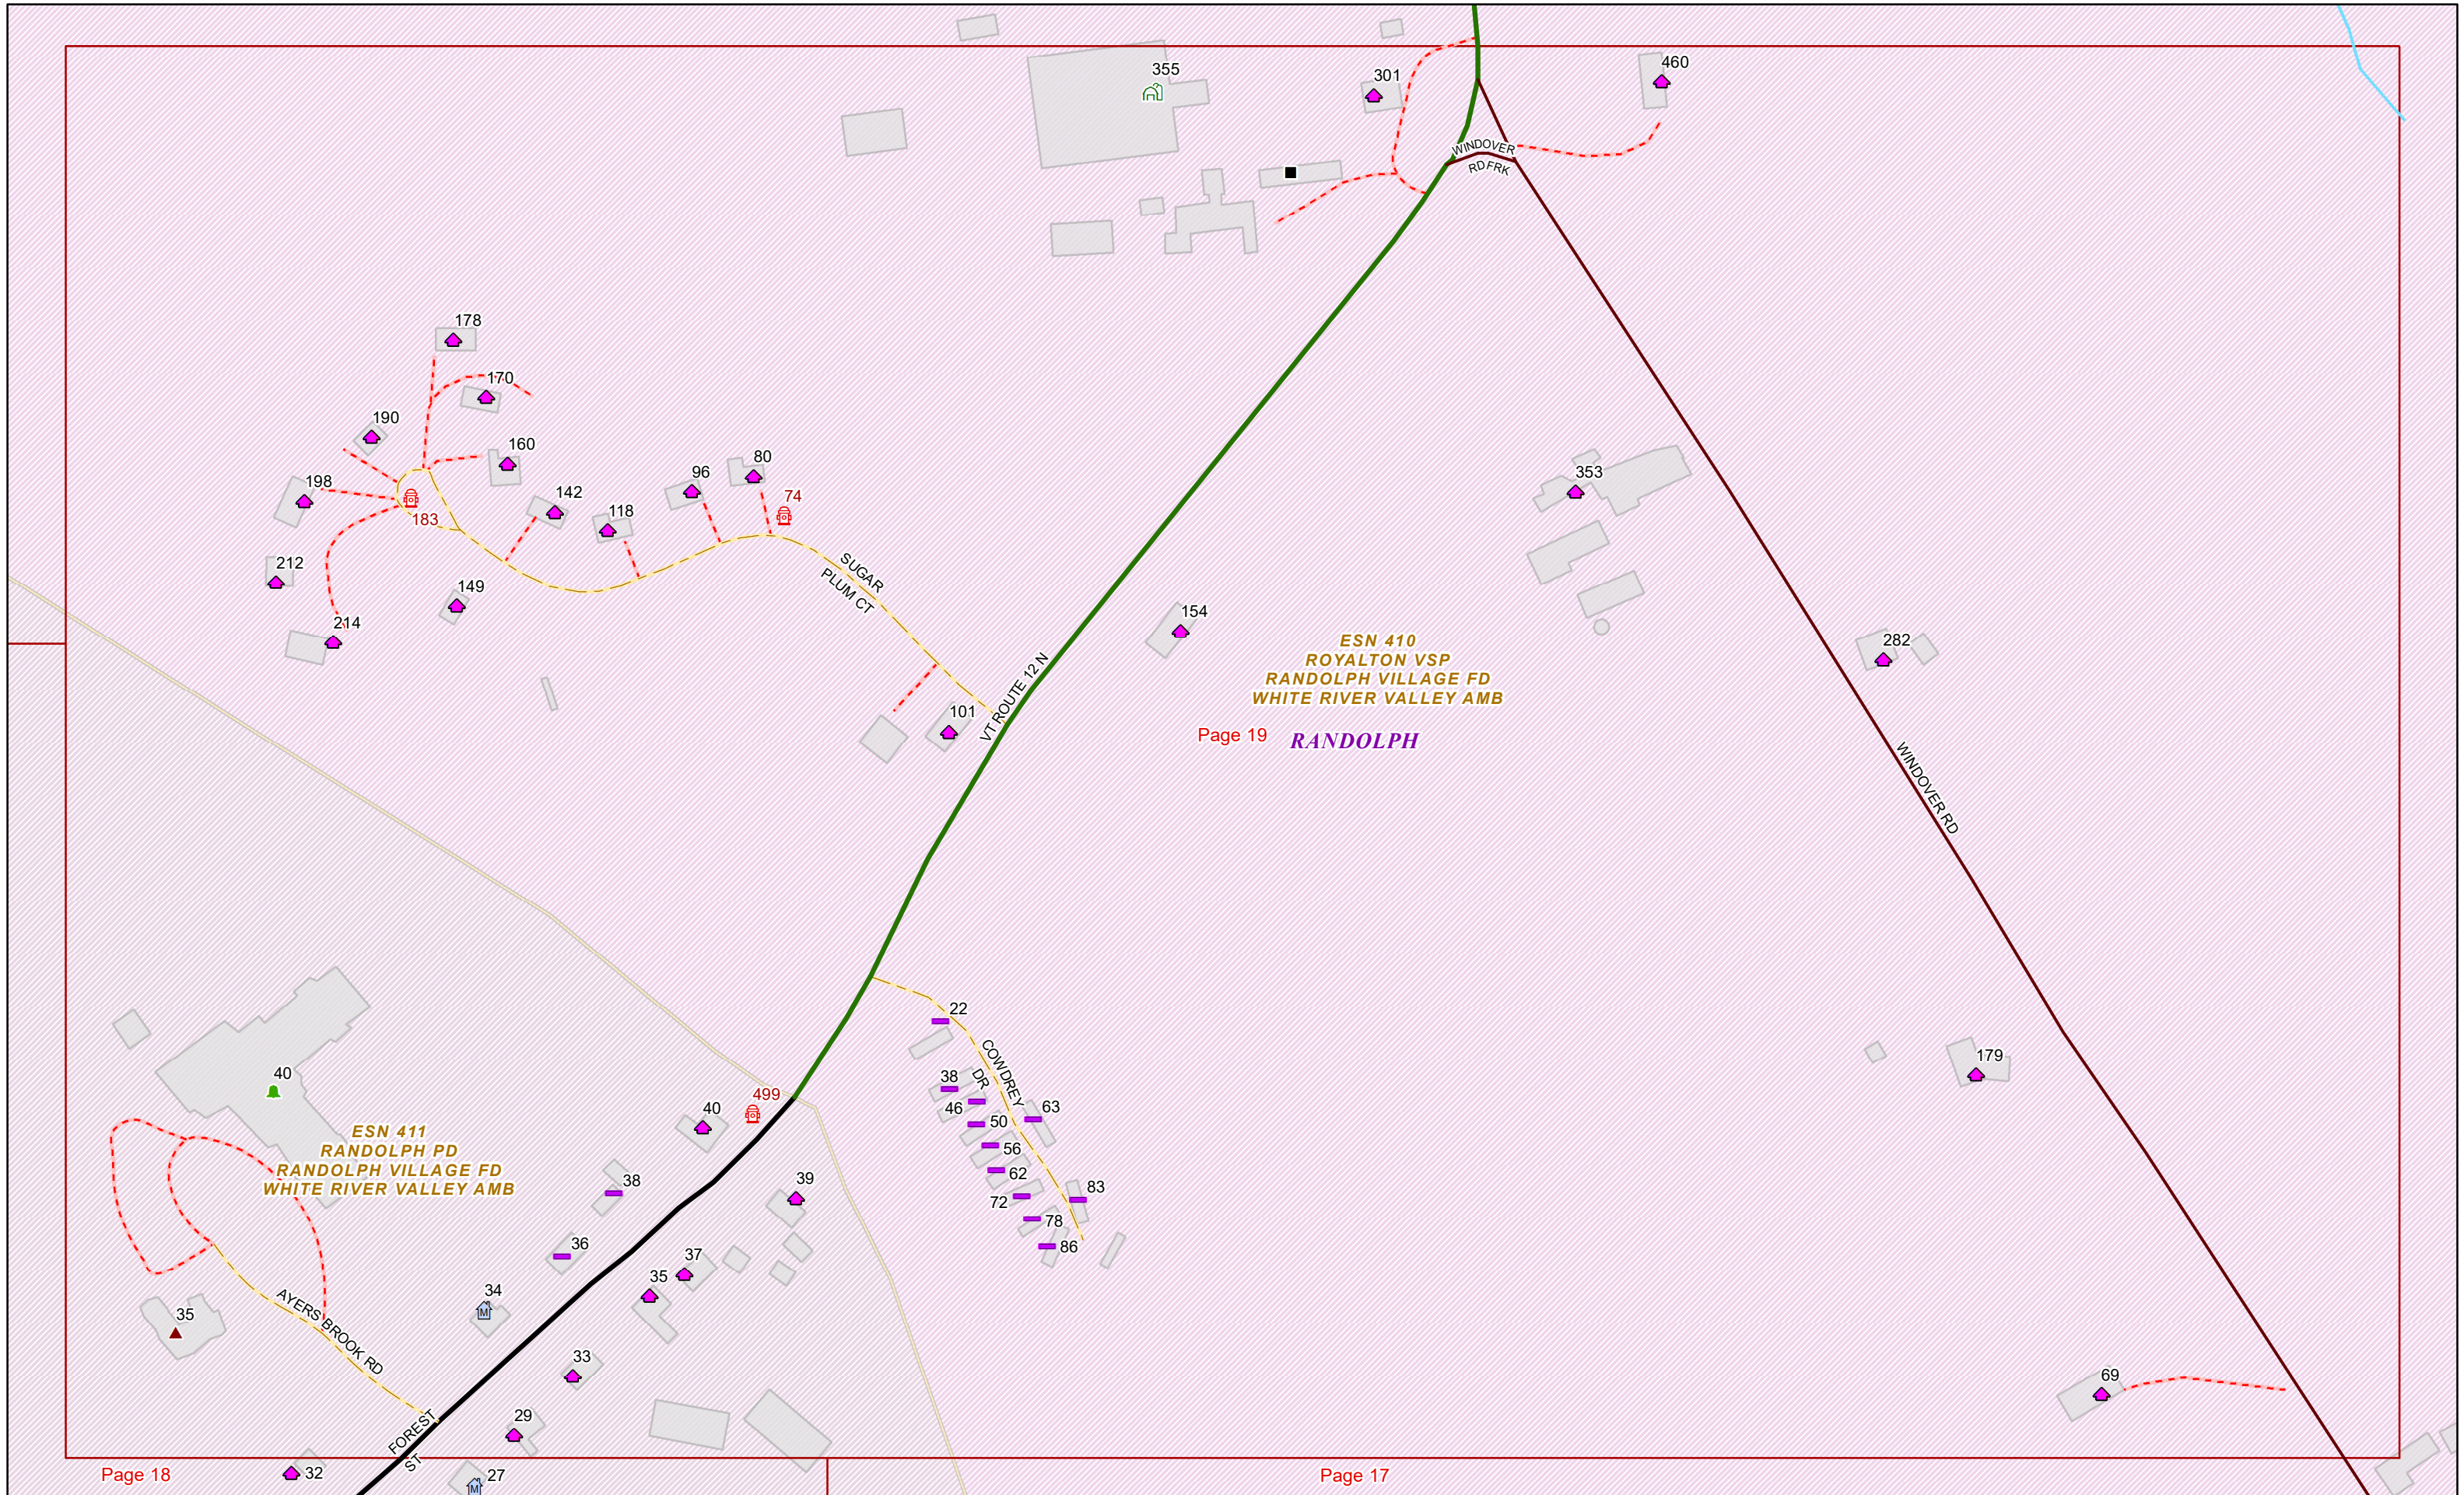 355
301
460
WINDOVER
RD FRK
178
170
190
160
198
183
142
118
96
80
74
353
212
149
214
SUGAR
PLUM CT
154
VT ROUTE 12 N
101
ESN 410
ROYALTON VSP
RANDOLPH VILLAGE FD
WHITE RIVER VALLEY AMB
Page 19
RANDOLPH
282
WINDOVER RD
22
COWDREY
DR
38
46
50
63
56
62
72
83
78
86
179
40
499
40
ESN 411
RANDOLPH PD
RANDOLPH VILLAGE FD
WHITE RIVER VALLEY AMB
38
39
36
37
35
34
M
35
AYERS BROOK RD
33
29
FOREST
ST
69
Page 18
32
27
M
Page 17